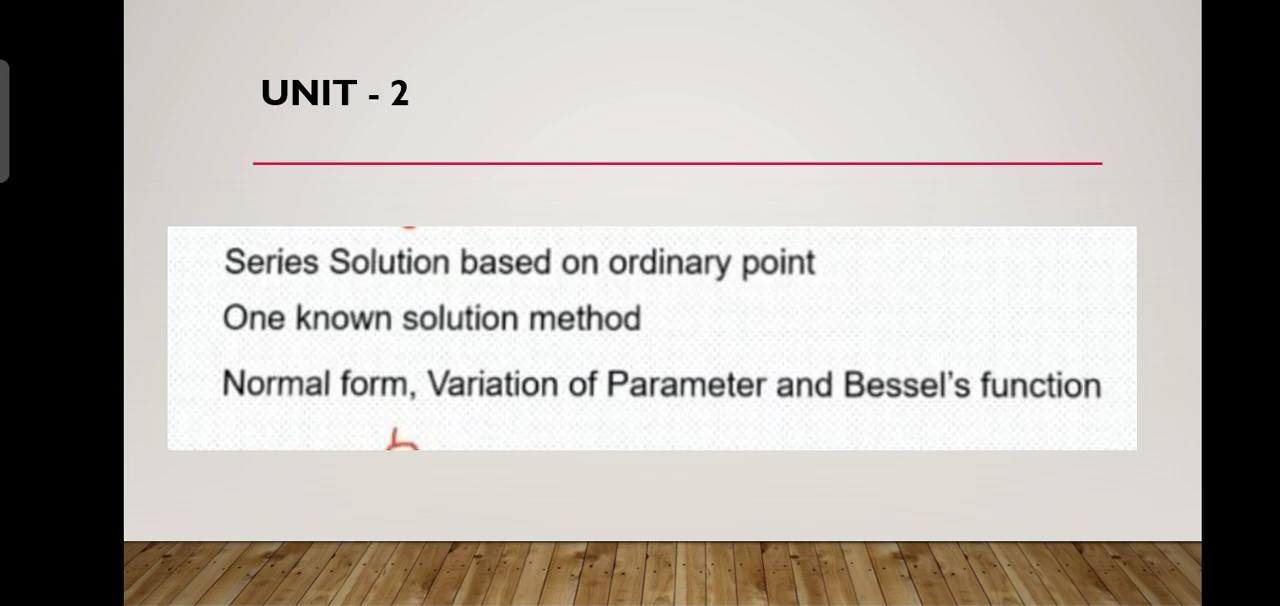 UNIT - 2
Series Solution based on ordinary point
One known solution method
Normal form, Variation of Parameter and Bessel's function